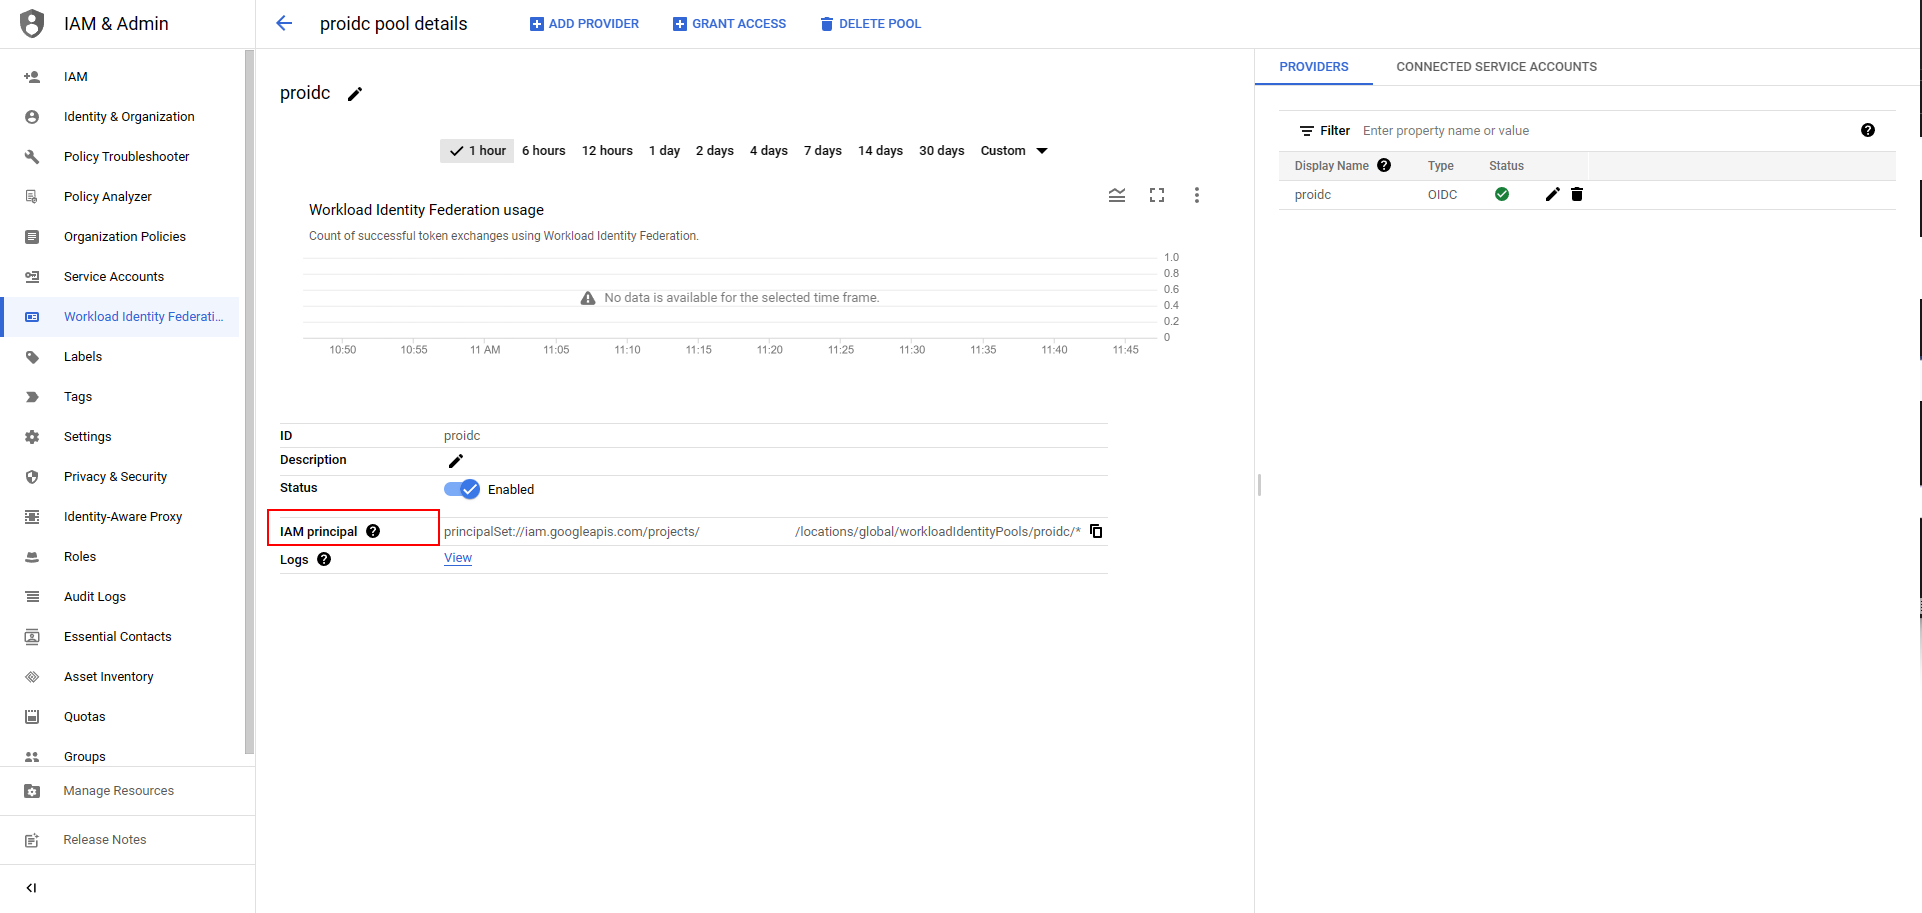 IAM & Admin
proidc pool details
ADD PROVIDER
GRANT ACCESS
DELETE POOL
IAM
Identity & Organization
Policy Troubleshooter
Policy Analyzer
Organization Policies
Service Accounts
Workload Identity Federati...
Labels
Tags
Settings
Privacy & Security
Identity-Aware Proxy
Roles
Audit Logs
Essential Contacts
Asset Inventory
Quotas
Groups
Manage Resources
Release Notes
proidc
1 hour 6 hours 12 hours 1 day 2 days 4 days 7 days 14 days 30 days Custom
Workload Identity Federation usage
Count of successful token exchanges using Workload Identity Federation.
1.0
0.8
0.6
0.4
0.2
0
No data is available for the selected time frame.
10:50 10:55 11 AM 11:05 11:10 11:15 11:20 11:25 11:30 11:35 11:40 11:45
ID proidc
Description
Status Enabled
IAM principal principalSet://iam.googleapis.com/projects/ /locations/global/workloadIdentityPools/proidc/*
Logs View
PROVIDERS CONNECTED SERVICE ACCOUNTS
Filter Enter property name or value
Display Name Type Status
proidc OIDC